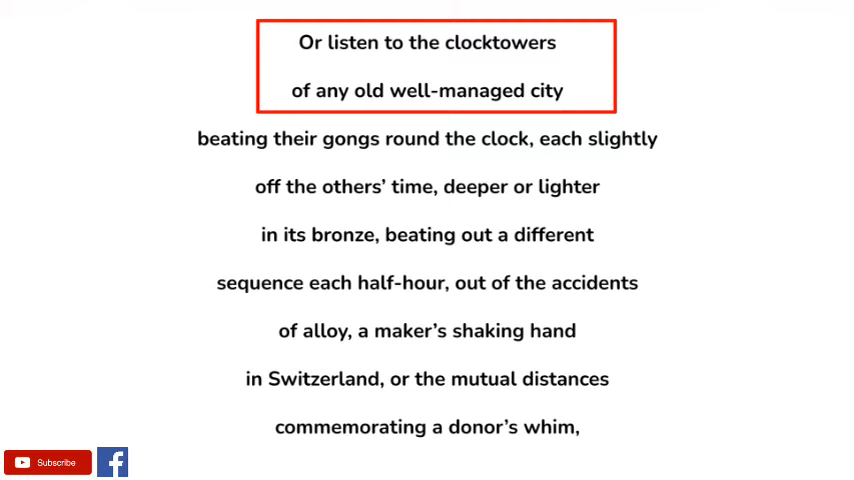 Or listen to the clocktowers
of any old well-managed city
beating their gongs round the clock, each slightly
off the others’ time, deeper or lighter
in its bronze, beating out a different
sequence each half-hour, out of the accidents
of alloy, a maker’s shaking hand
in Switzerland, or the mutual distances
commemorating a donor’s whim,
Subscribe